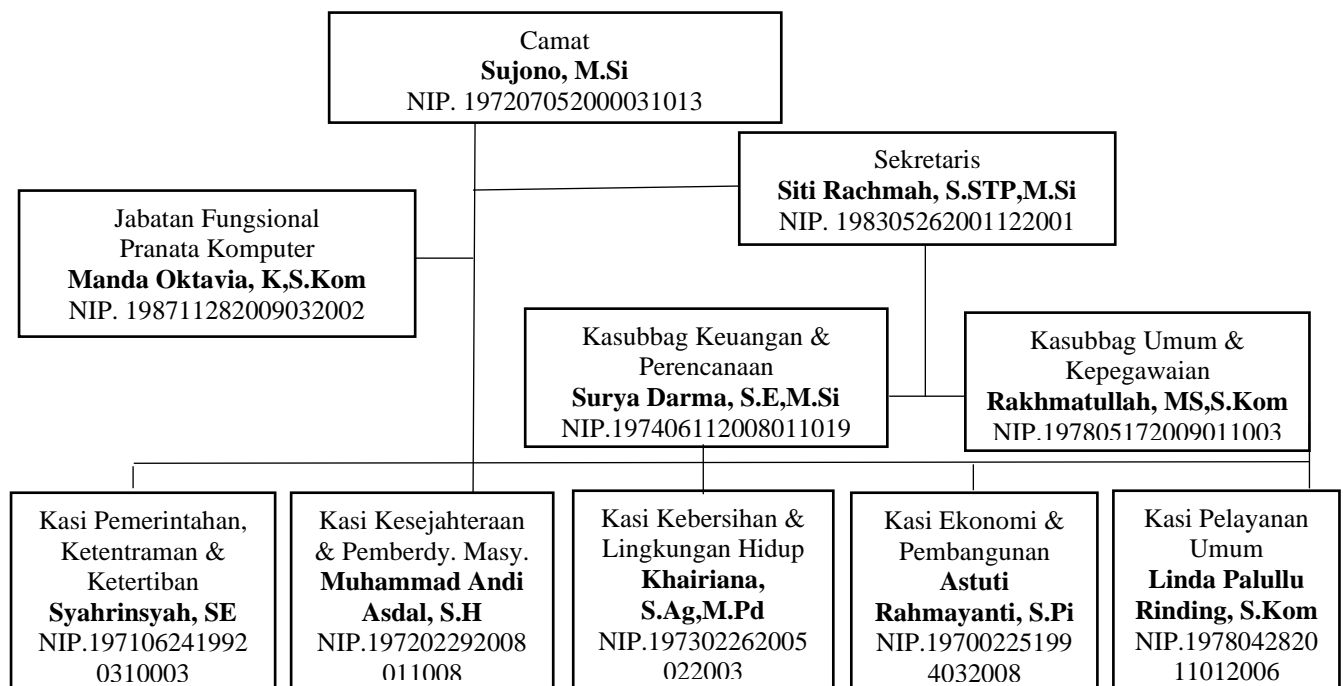 Camat
Sujono, M.Si
NIP. 197207052000031013
Sekretaris
Siti Rachmah, S.STP,M.Si
NIP. 198305262001122001
Jabatan Fungsional
Pranata Komputer
Manda Oktavia, K,S.Kom
NIP. 198711282009032002
Kasubbag Keuangan &
Perencanaan
Surya Darma, S.E,M.Si
NIP.197406112008011019
Kasubbag Umum &
Kepegawaian
Rakhmatullah, MS,S.Kom
NIP.197805172009011003
Kasi Pemerintahan,
Ketentraman &
Ketertiban
Syahrinsyah, SE
NIP.197106241992
0310003
Kasi Kesejahteraan
& Pemberdy. Masy.
Muhammad Andi
Asdal, S.H
NIP.197202292008
011008
Kasi Kebersihan &
Lingkungan Hidup
Khairiana,
S.Ag,M.Pd
NIP.197302262005
022003
Kasi Ekonomi &
Pembangunan
Astuti
Rahmayanti, S.Pi
NIP.19700225199
4032008
Kasi Pelayanan
Umum
Linda Palullu
Rinding, S.Kom
NIP.1978042820
11012006